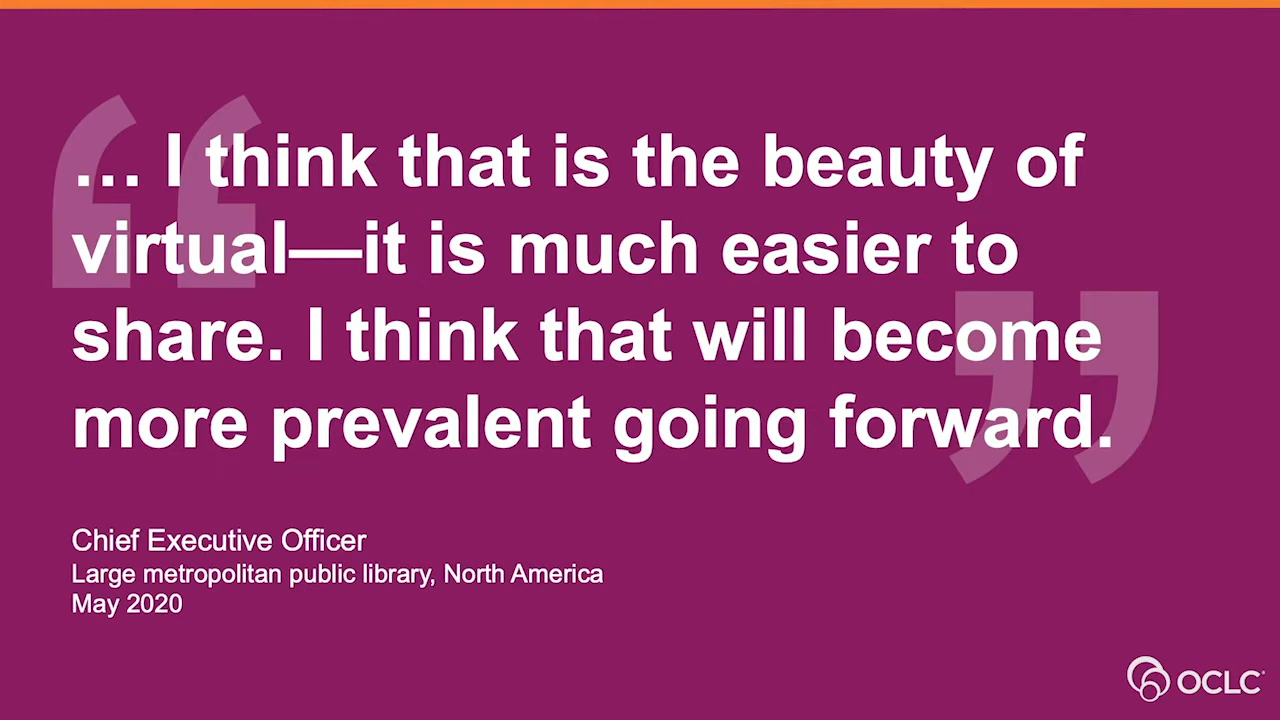 … I think that is the beauty of
virtual—it is much easier to
share. I think that will become
more prevalent going forward.
Chief Executive Officer
Large metropolitan public library, North America
May 2020
OCLC